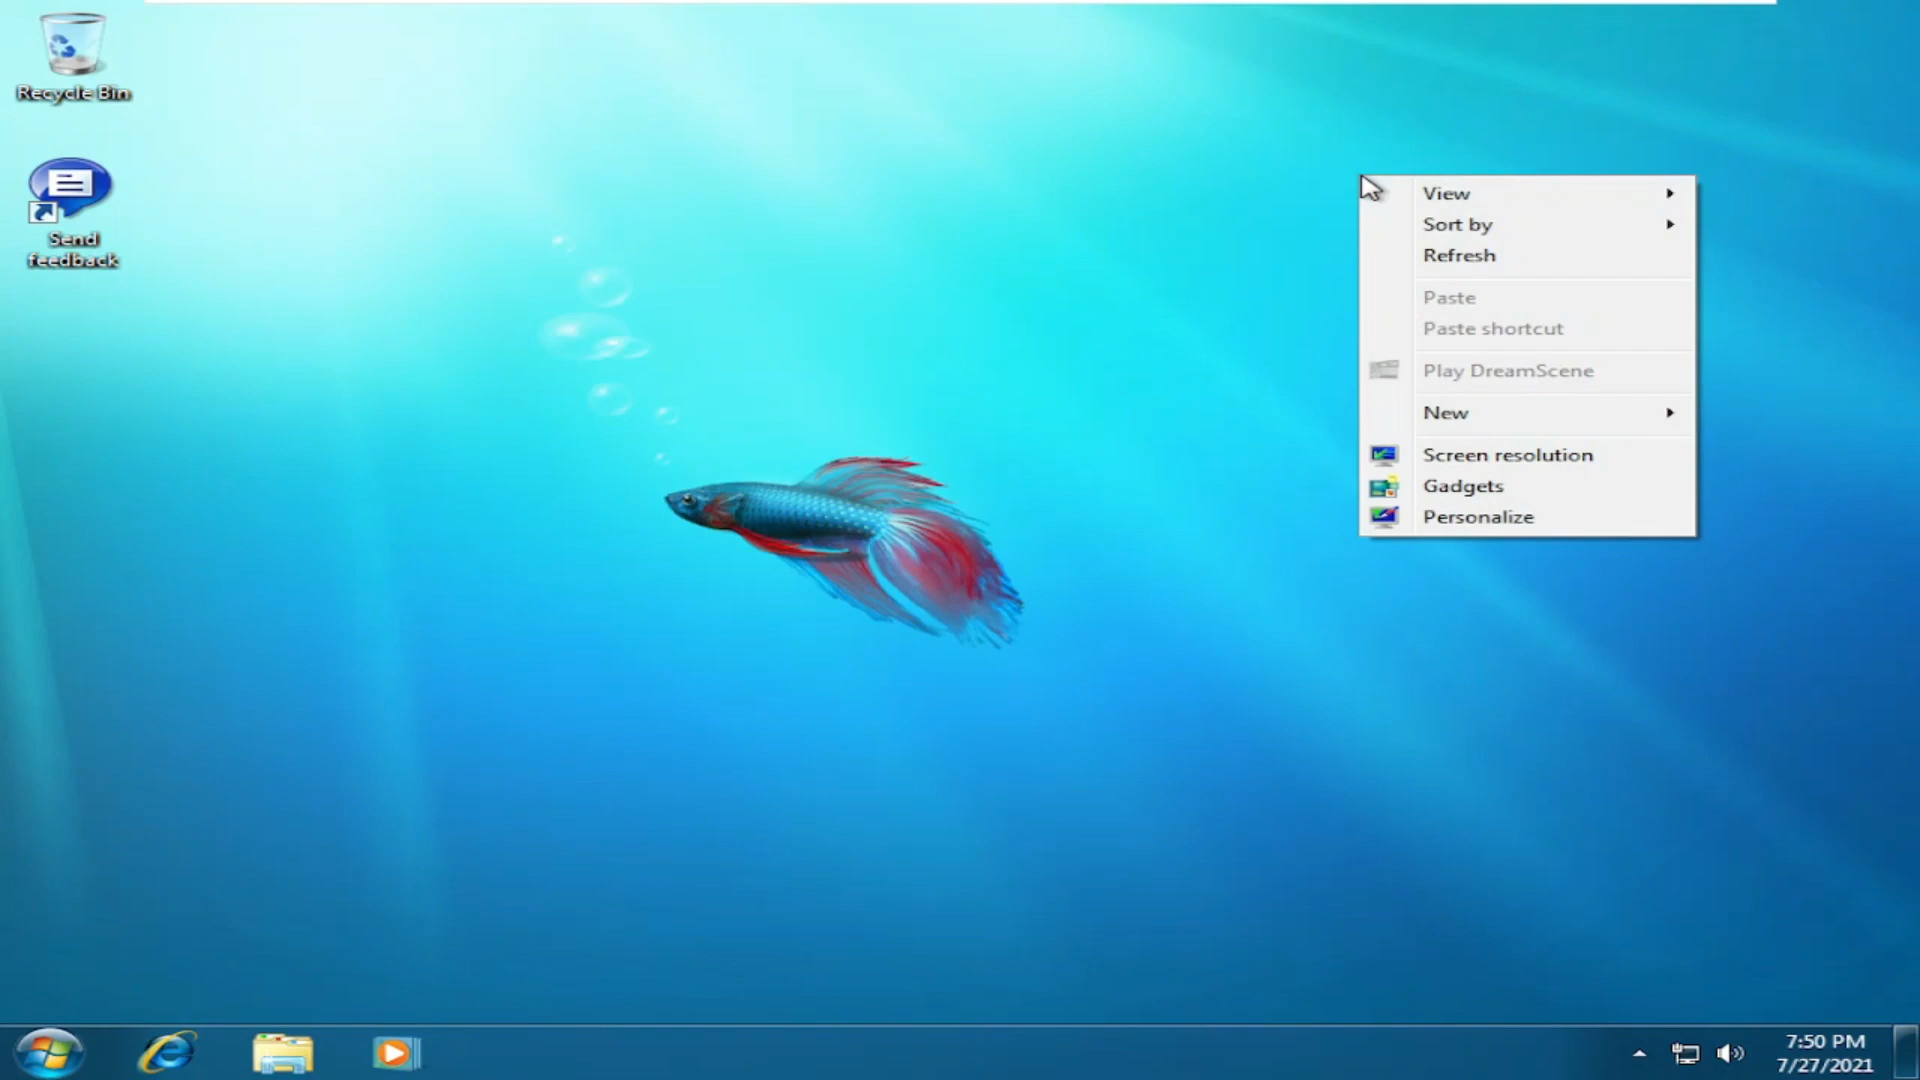 Recycle Bin
Send
feedback
View
Sort by
Refresh
Paste
Paste shortcut
Play DreamScene
New
Screen resolution
Gadgets
Personalize
7:50 PM
7/27/2021